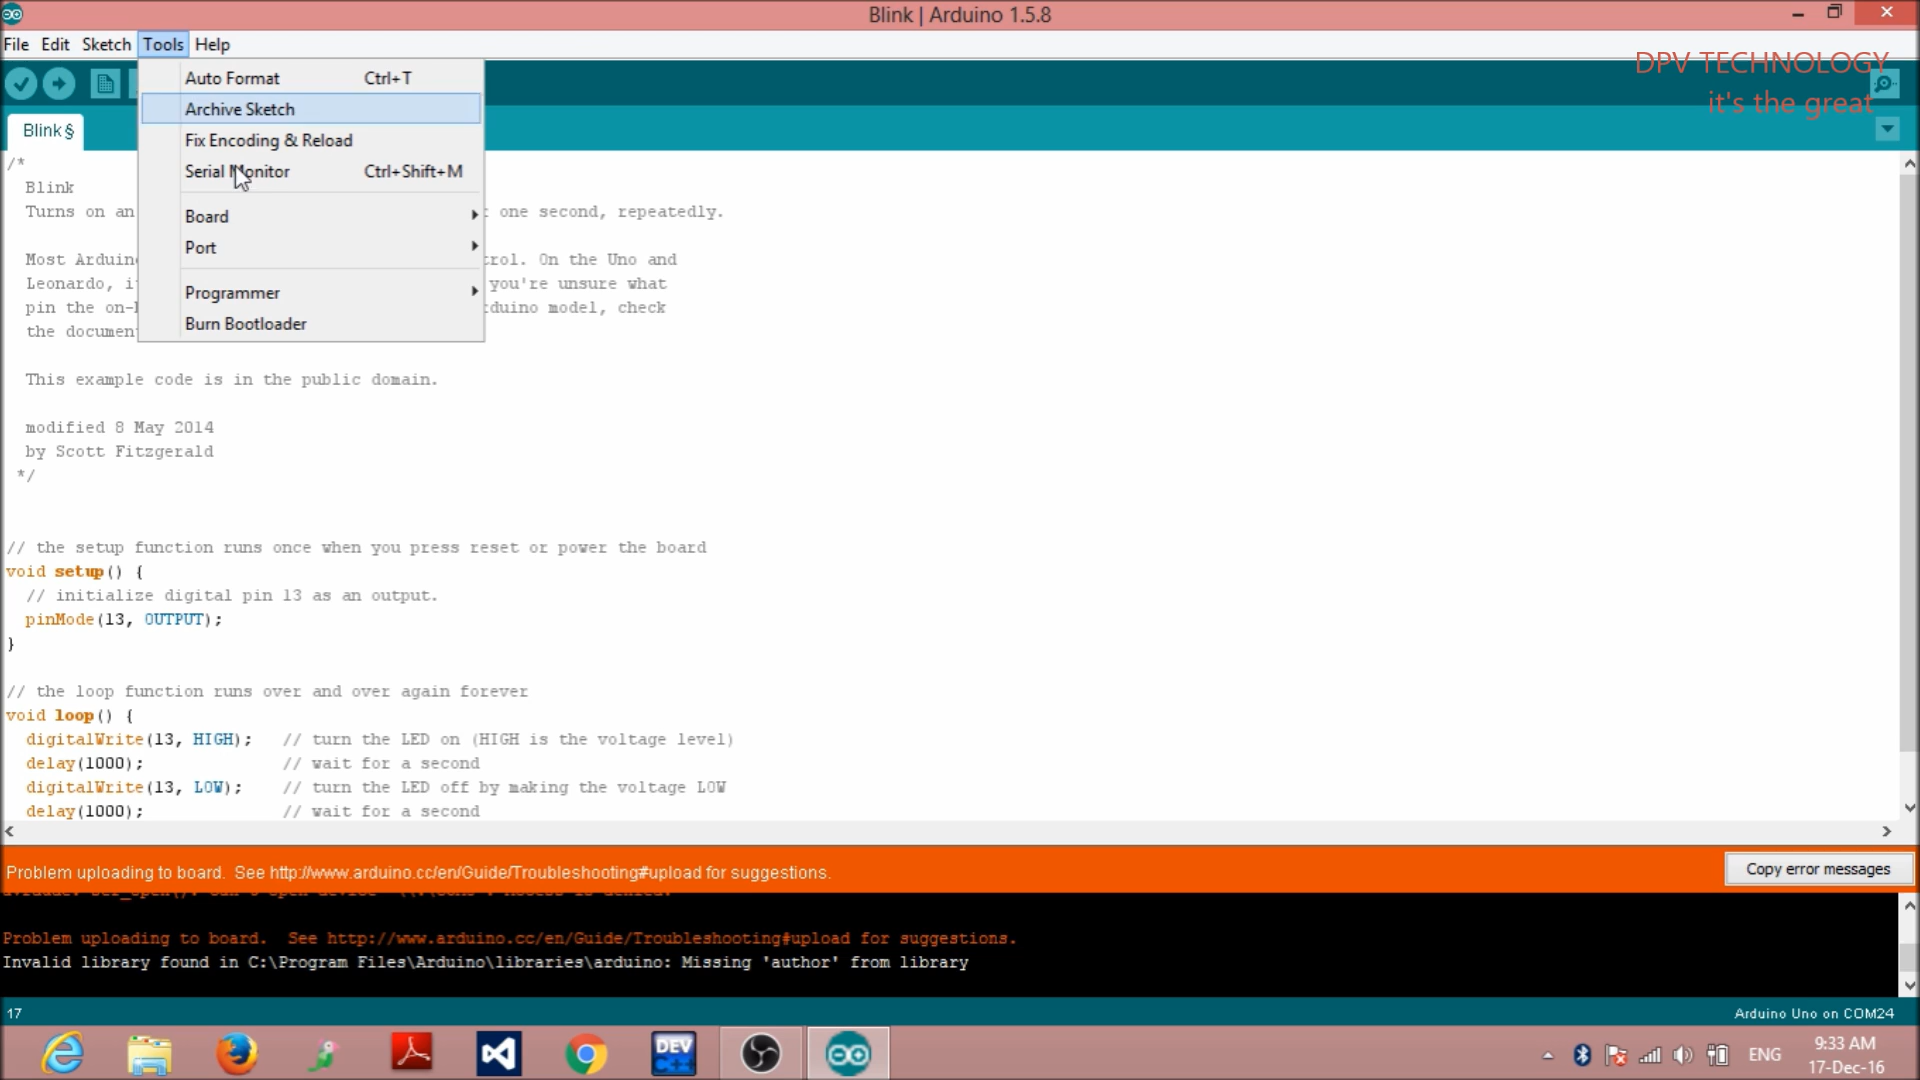 Blink | Arduino 1.5.8
File Edit Sketch Tools Help
DPV TECHNOLOGY
it's the great
Auto Format Ctrl+T
Archive Sketch
Fix Encoding & Reload
Serial Monitor Ctrl+Shift+M
Board
Port
Programmer
Burn Bootloader
Blink §
/*
Blink
Turns on an one second, repeatedly.
Most Arduin trol. On the Uno and
Leonardo, i you're unsure what
pin the on- duino model, check
the documen
This example code is in the public domain.
modified 8 May 2014
by Scott Fitzgerald
*/
// the setup function runs once when you press reset or power the board
void setup() {
// initialize digital pin 13 as an output.
pinMode(13, OUTPUT);
}
// the loop function runs over and over again forever
void loop() {
digitalWrite(13, HIGH); // turn the LED on (HIGH is the voltage level)
delay(1000); // wait for a second
digitalWrite(13, LOW); // turn the LED off by making the voltage LOW
delay(1000); // wait for a second
Problem uploading to board. See http://www.arduino.cc/en/Guide/Troubleshooting#upload for suggestions.
Copy error messages
Problem uploading to board. See http://www.arduino.cc/en/Guide/Troubleshooting#upload for suggestions.
Invalid library found in C:\Program Files\Arduino\libraries\arduino: Missing 'author' from library
17
Arduino Uno on COM24
DEV
C++
ENG
9:33 AM
17-Dec-16